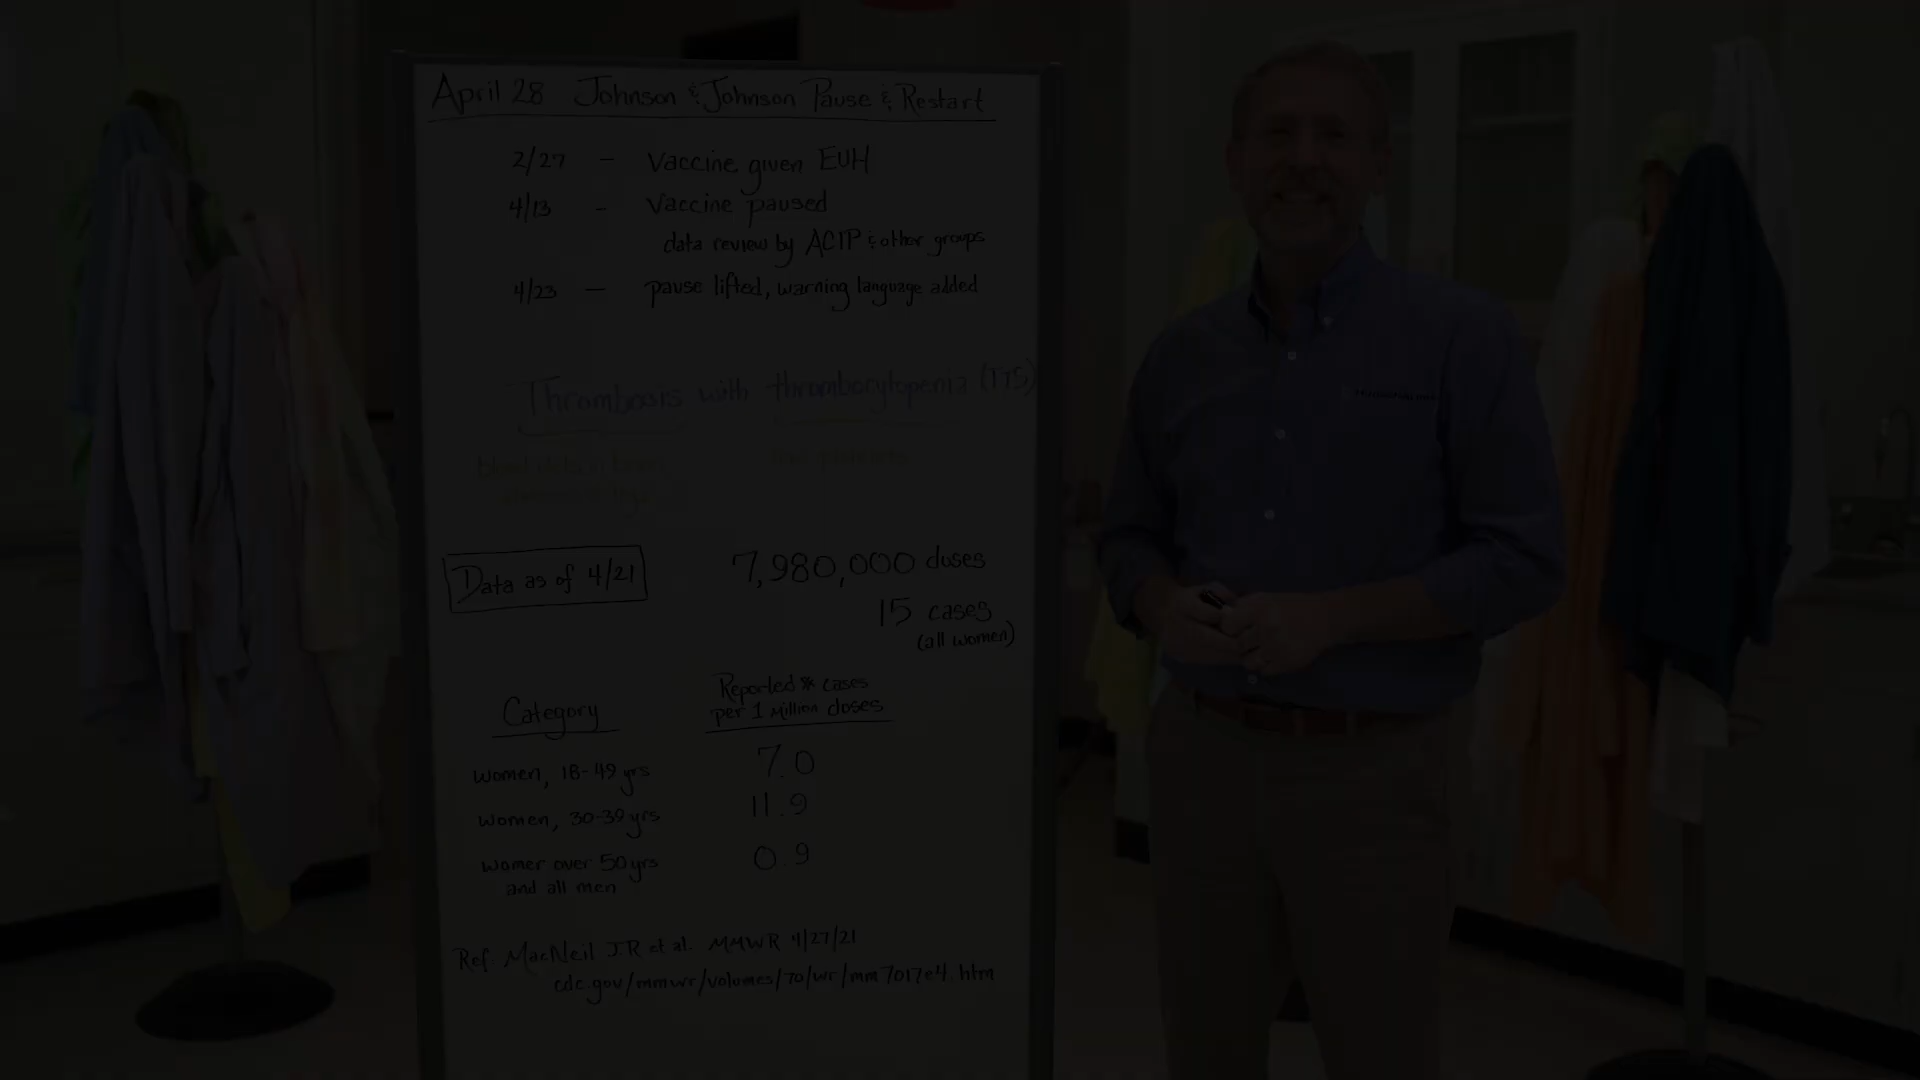 April 28 Johnson & Johnson Pause & Restart
2/27 – Vaccine given EUA
4/13 – Vaccine paused
data review by ACIP & other groups
4/23 – pause lifted, warning language added
Thrombosis with thrombocytopenia (TTS)
low platelets
Data as of 4/21
7,980,000 doses
15 cases
(all women)
Category
Reported # cases
per 1 Million doses
women, 18-49 yrs 7.0
women, 30-39 yrs 11.9
women over 50 yrs 0.9
and all men
Ref: MacNeil J.R et al. MMWR 4/27/21
cdc.gov/mmwr/volumes/70/wr/mm7017e4.htm